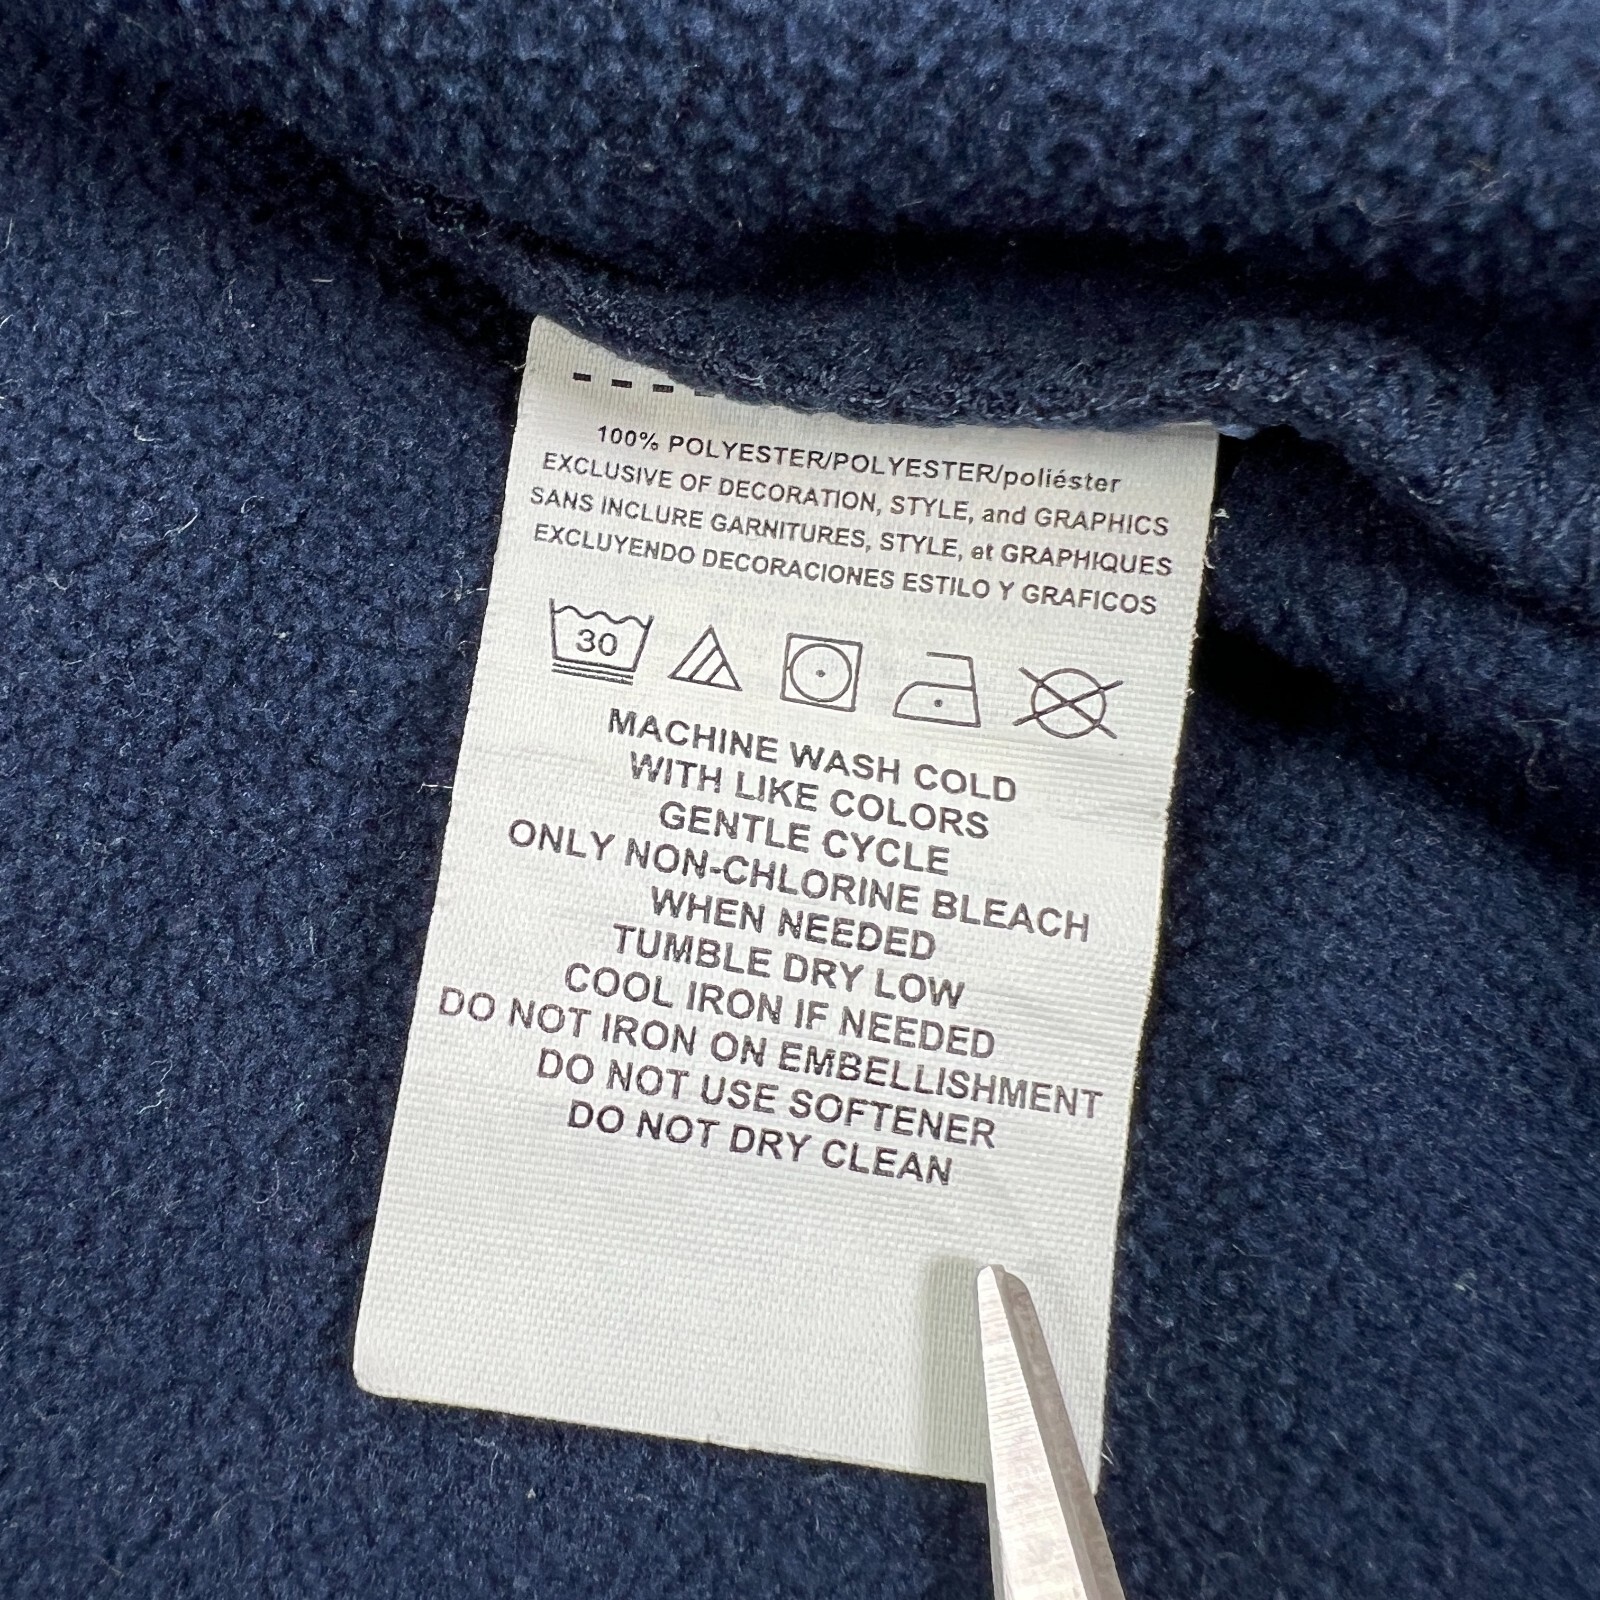 100% POLYESTER/POLYESTER/poliéster
EXCLUSIVE OF DECORATION, STYLE, and GRAPHICS
SANS INCLURE GARNITURES, STYLE, et GRAPHIQUES
EXCLUYENDO DECORACIONES ESTILO Y GRAFICOS
30
MACHINE WASH COLD
WITH LIKE COLORS
GENTLE CYCLE
ONLY NON-CHLORINE BLEACH
WHEN NEEDED
TUMBLE DRY LOW
COOL IRON IF NEEDED
DO NOT IRON ON EMBELLISHMENT
DO NOT USE SOFTENER
DO NOT DRY CLEAN